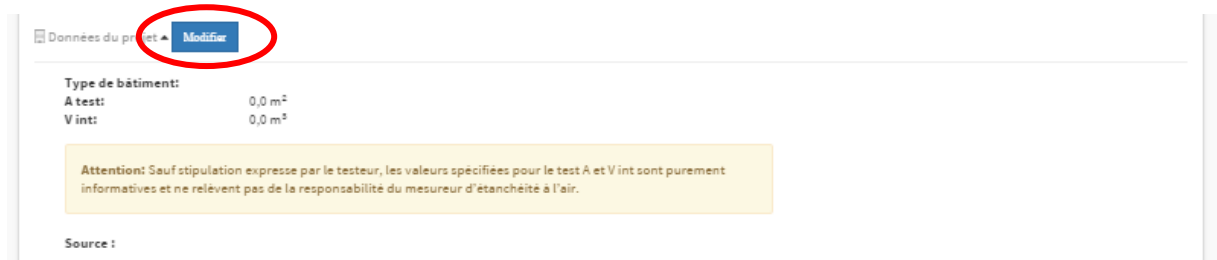 Données du projet Modifier
Type de bâtiment:
A test: 0,0 m²
V int: 0,0 m³
Attention: Sauf stipulation expresse par le testeur, les valeurs spécifiées pour le test A et V int sont purement
informatives et ne relèvent pas de la responsabilité du mesureur d'étanchéité à l'air.
Source :